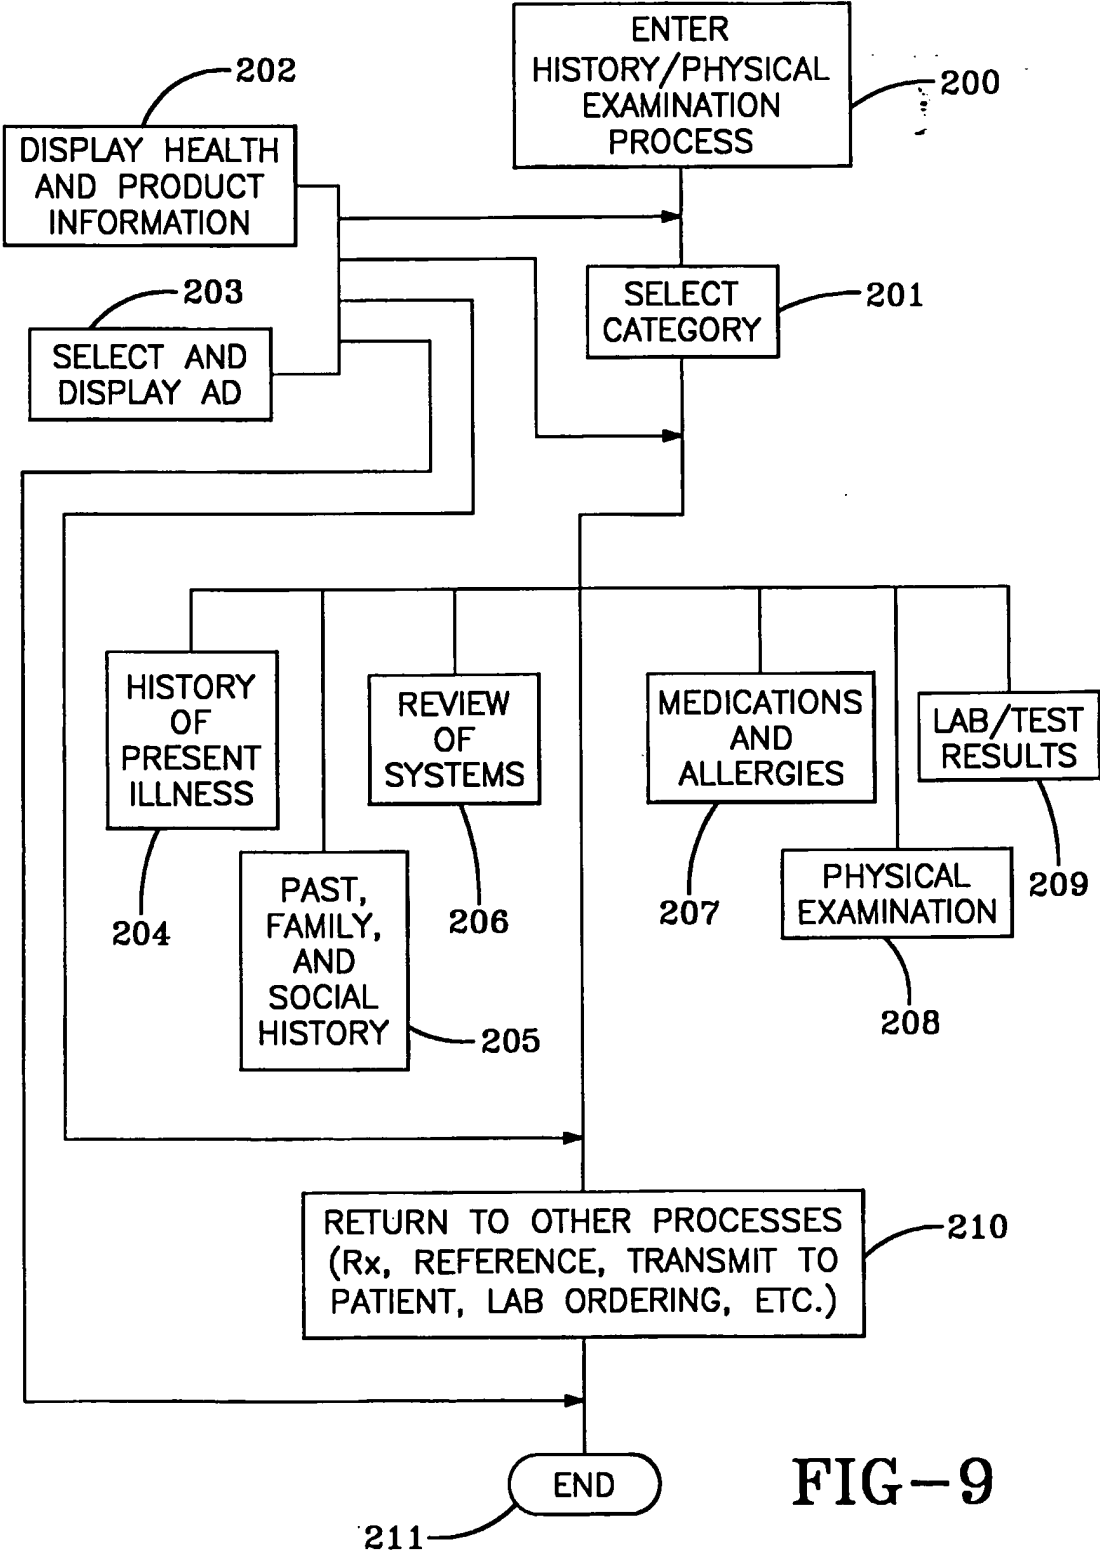 ENTER
HISTORY/PHYSICAL
EXAMINATION
PROCESS
200
202
DISPLAY HEALTH
AND PRODUCT
INFORMATION
203
SELECT AND
DISPLAY AD
SELECT
CATEGORY
201
HISTORY
OF
PRESENT
ILLNESS
204
PAST,
FAMILY,
AND
SOCIAL
HISTORY
205
REVIEW
OF
SYSTEMS
206
MEDICATIONS
AND
ALLERGIES
207
PHYSICAL
EXAMINATION
208
LAB/TEST
RESULTS
209
RETURN TO OTHER PROCESSES
(Rx, REFERENCE, TRANSMIT TO
PATIENT, LAB ORDERING, ETC.)
210
END
211
FIG-9